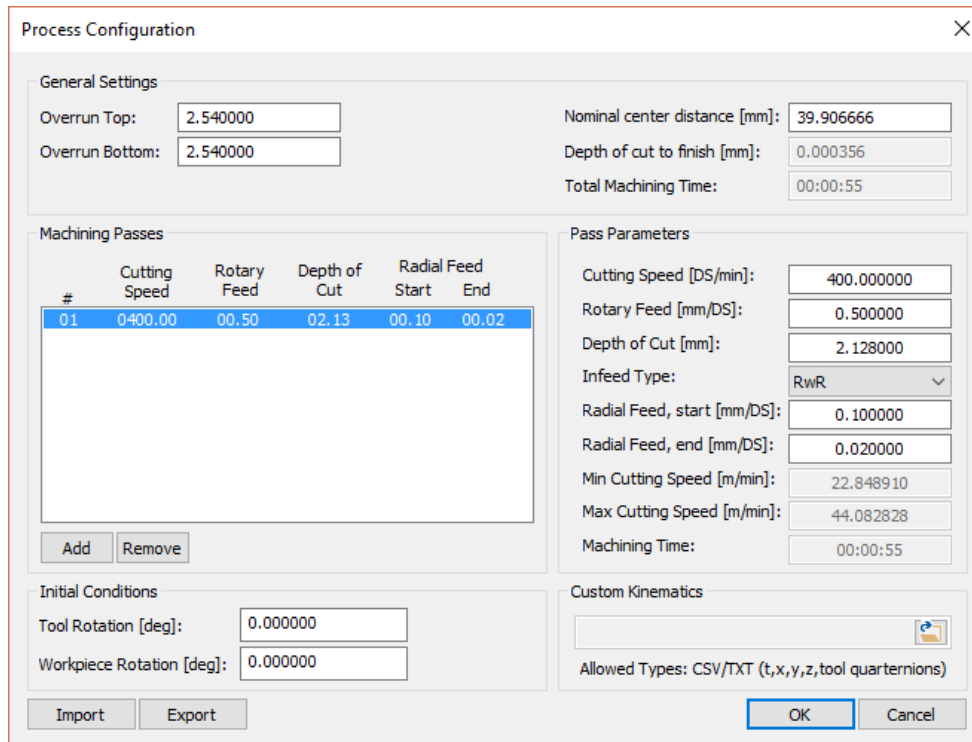 Process Configuration
General Settings
Overrun Top: 2.540000
Overrun Bottom: 2.540000
Nominal center distance [mm]: 39.906666
Depth of cut to finish [mm]: 0.000356
Total Machining Time: 00:00:55
Machining Passes
# Cutting Speed Rotary Feed Depth of Cut Radial Feed Start End
01 0400.00 00.50 02.13 00.10 00.02
Add Remove
Pass Parameters
Cutting Speed [DS/min]: 400.000000
Rotary Feed [mm/DS]: 0.500000
Depth of Cut [mm]: 2.128000
Infeed Type: RwR
Radial Feed, start [mm/DS]: 0.100000
Radial Feed, end [mm/DS]: 0.020000
Min Cutting Speed [m/min]: 22.848910
Max Cutting Speed [m/min]: 44.082828
Machining Time: 00:00:55
Initial Conditions
Tool Rotation [deg]: 0.000000
Workpiece Rotation [deg]: 0.000000
Custom Kinematics
Allowed Types: CSV/TXT (t,x,y,z,tool quarternions)
Import Export
OK Cancel